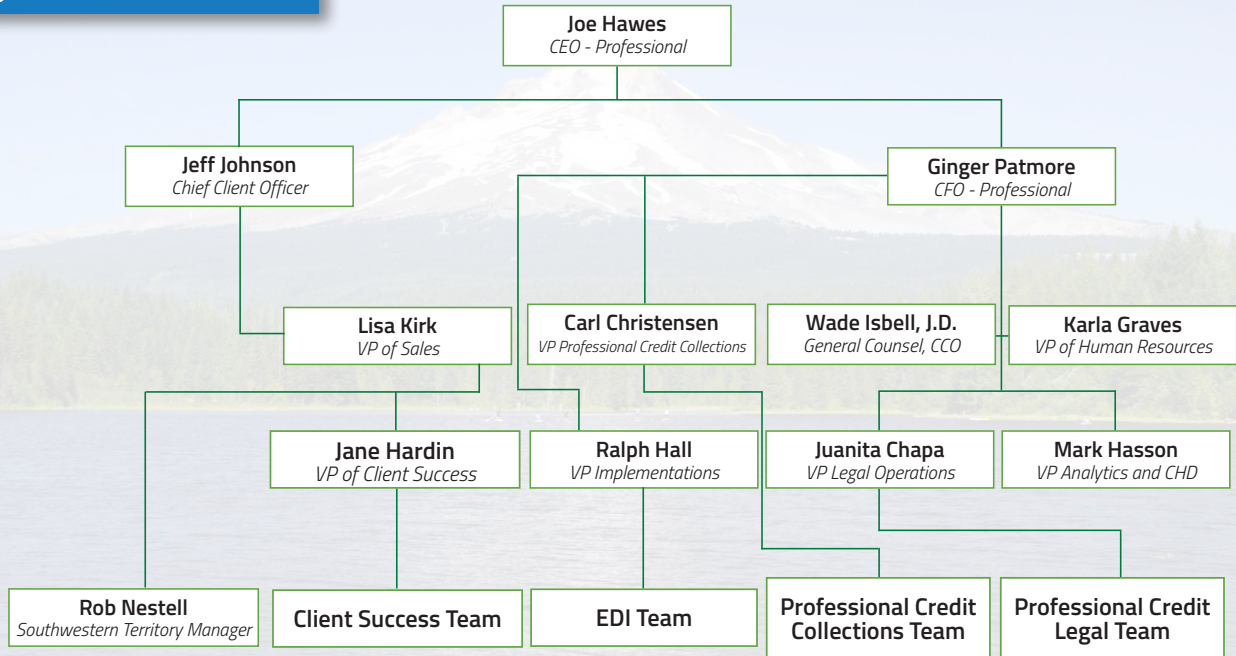 Joe Hawes
CEO - Professional
Jeff Johnson
Chief Client Officer
Ginger Patmore
CFO - Professional
Lisa Kirk
VP of Sales
Carl Christensen
VP Professional Credit Collections
Wade Isbell, J.D.
General Counsel, CCO
Karla Graves
VP of Human Resources
Jane Hardin
VP of Client Success
Ralph Hall
VP Implementations
Juanita Chapa
VP Legal Operations
Mark Hasson
VP Analytics and CHD
Rob Nestell
Southwestern Territory Manager
Client Success Team
EDI Team
Professional Credit
Collections Team
Professional Credit
Legal Team